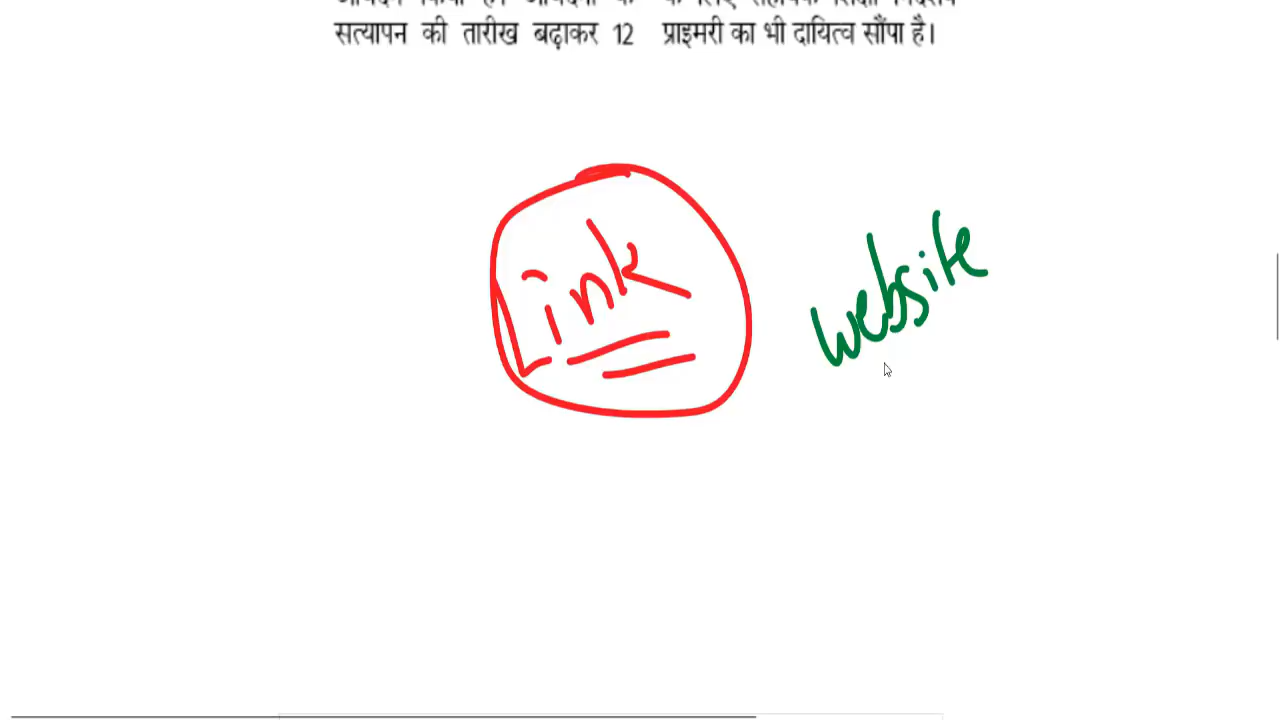 सत्यापन की तारीख बढ़ाकर 12
प्राइमरी का भी दायित्व सौंपा है।
Link
website